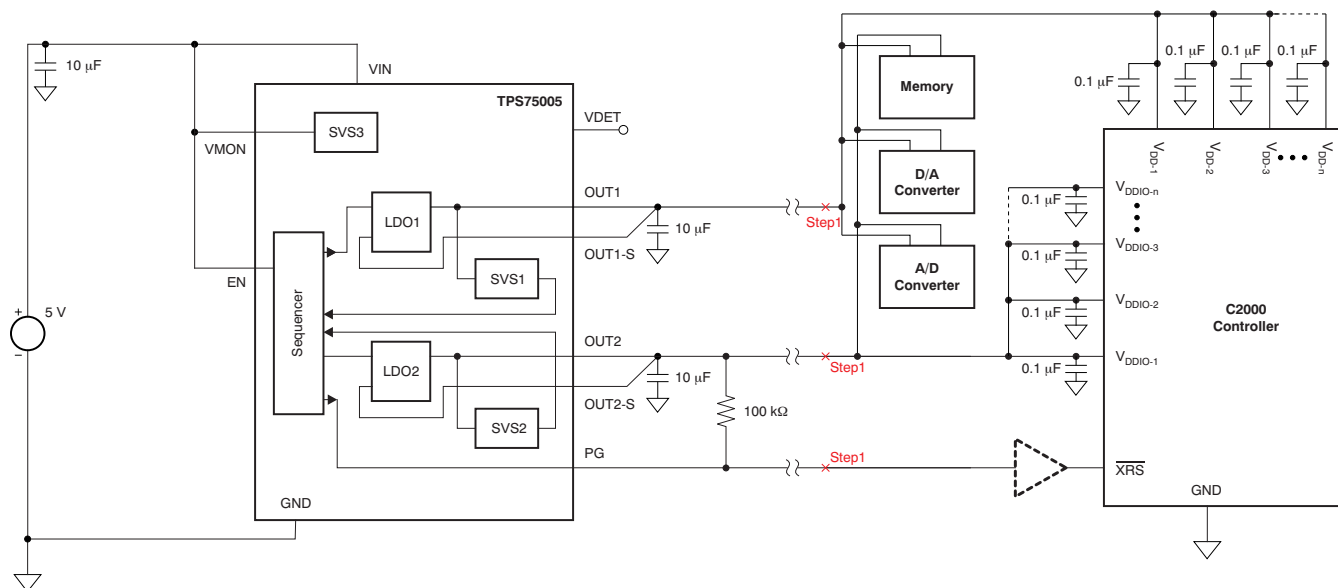 10 μF
VIN
TPS75005
VDET
SVS3
VMON
OUT1
LDO1
10 μF
OUT1-S
SVS1
EN
Sequencer
5 V
+
−
OUT2
LDO2
10 μF
OUT2-S
SVS2
100 kΩ
PG
GND
Step1
Step1
Step1
Memory
D/A
Converter
A/D
Converter
0.1 μF
0.1 μF
0.1 μF
0.1 μF
VDD-1
VDD-2
VDD-3
VDD-n
VDDIO-n
0.1 μF
VDDIO-3
0.1 μF
VDDIO-2
0.1 μF
VDDIO-1
0.1 μF
C2000
Controller
XRS
GND